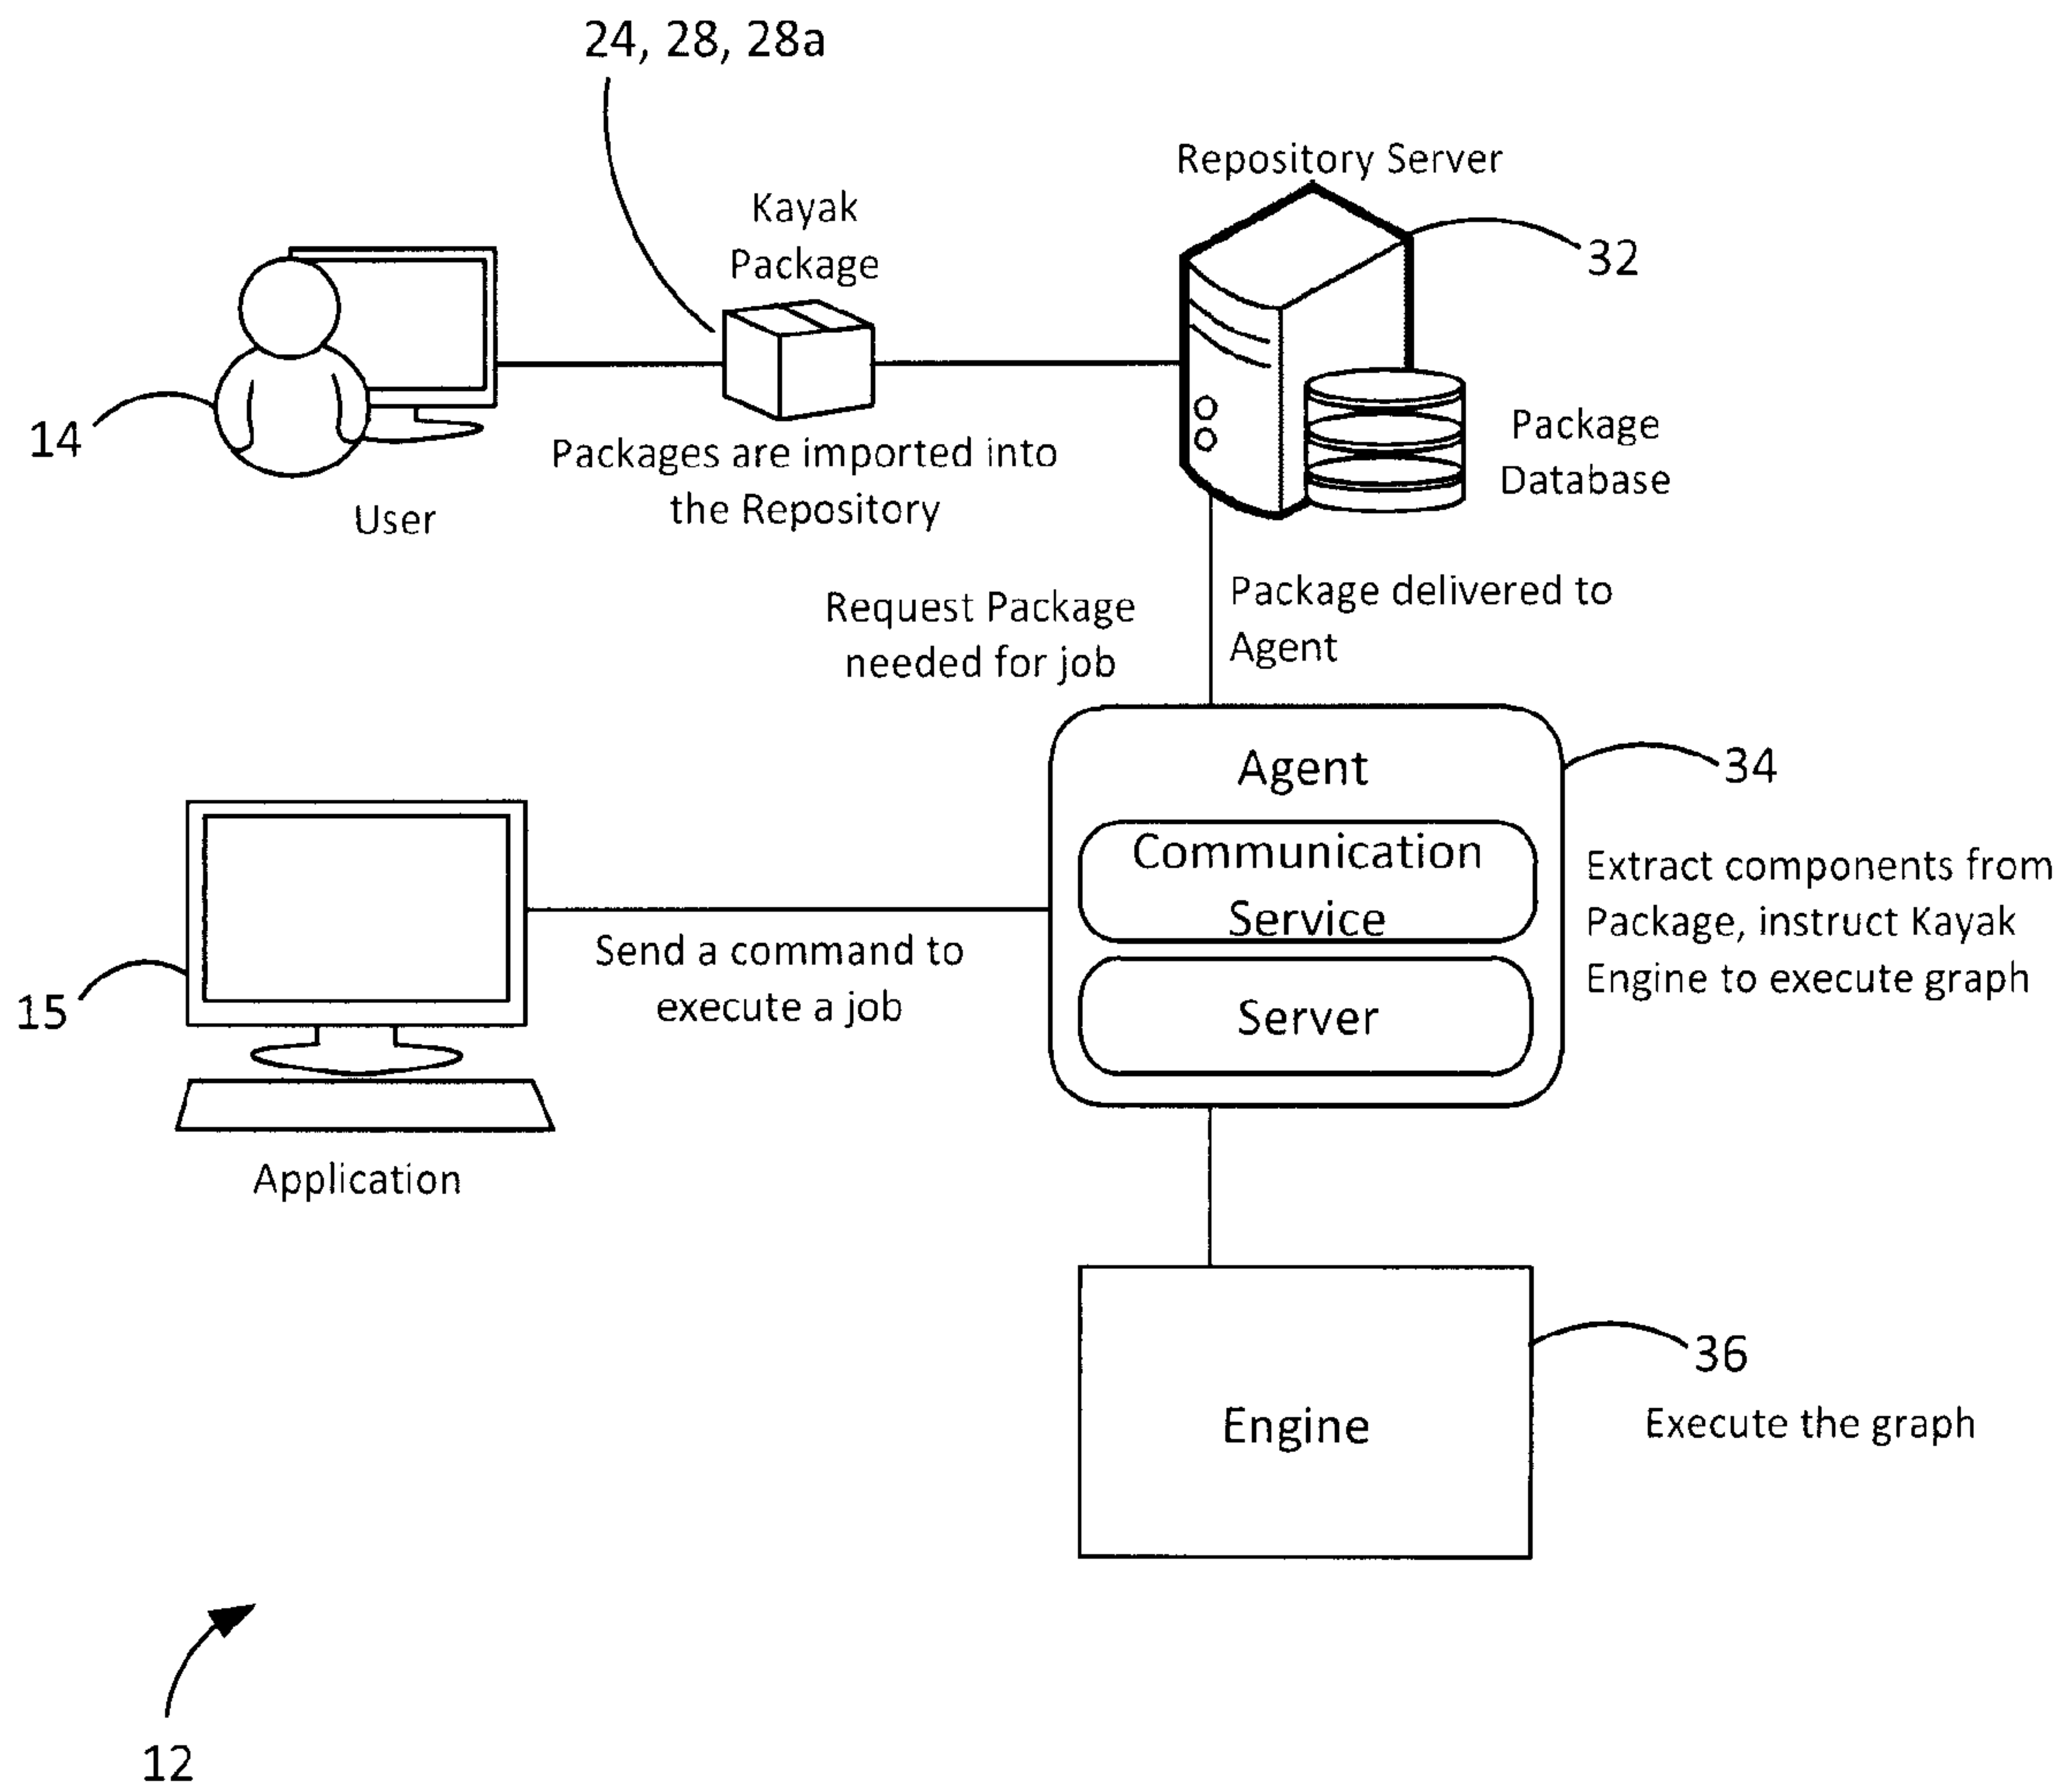 24, 28, 28a
Repository Server
32
Kayak
Package
14
User
Packages are imported into
the Repository
Package
Database
Request Package
needed for job
Package delivered to
Agent
Agent
34
Communication
Service
Server
Extract components from
Package, instruct Kayak
Engine to execute graph
15
Send a command to
execute a job
Application
Engine
36
Execute the graph
12